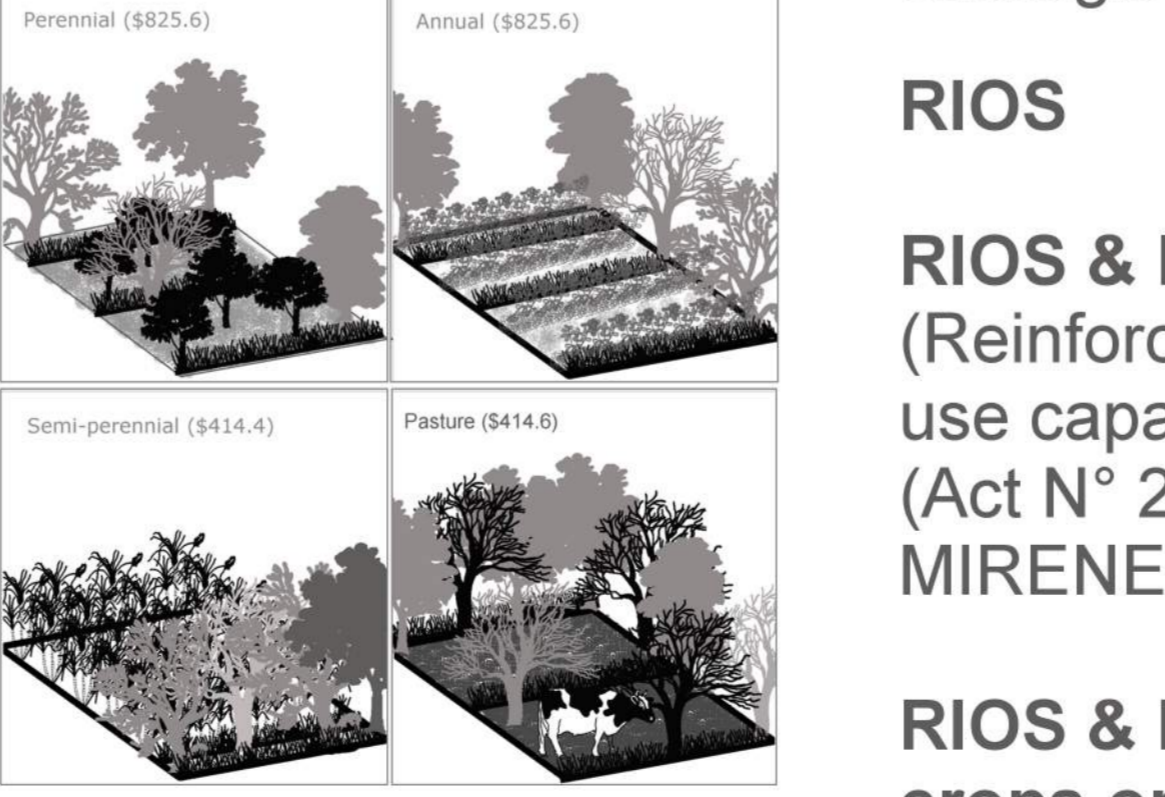 Perennial ($825.6)
Annual ($825.6)
Semi-perennial ($414.4)
Pasture ($414.6)
RIOS
RIOS &
(Reinforc
use capa
(Act N° 2
MIRENE
RIOS &